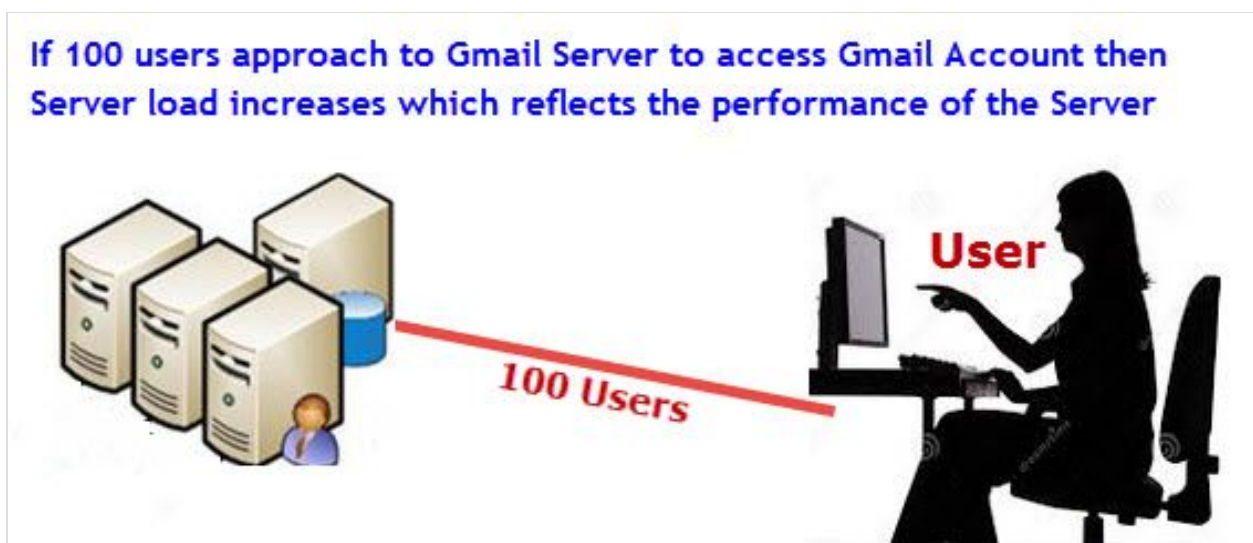 If 100 users approach to Gmail Server to access Gmail Account then
Server load increases which reflects the performance of the Server
User
100 Users
dreamstime